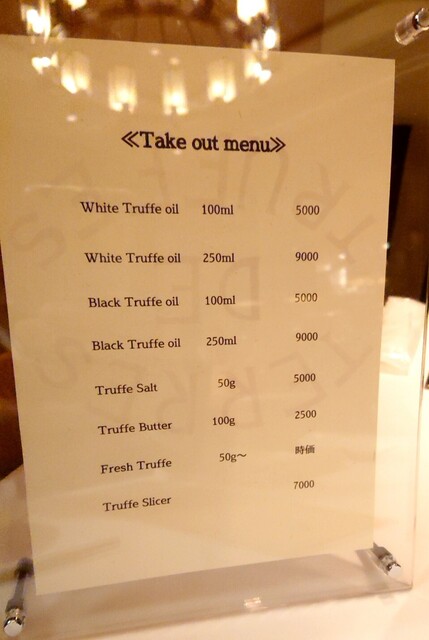 ≪Take out menu≫
White Truffe oil 100ml 5000
White Truffe oil 250ml 9000
Black Truffe oil 100ml 5000
Black Truffe oil 250ml 9000
Truffe Salt 50g 5000
Truffe Butter 100g 2500
Fresh Truffe 50g～ 時価
Truffe Slicer 7000